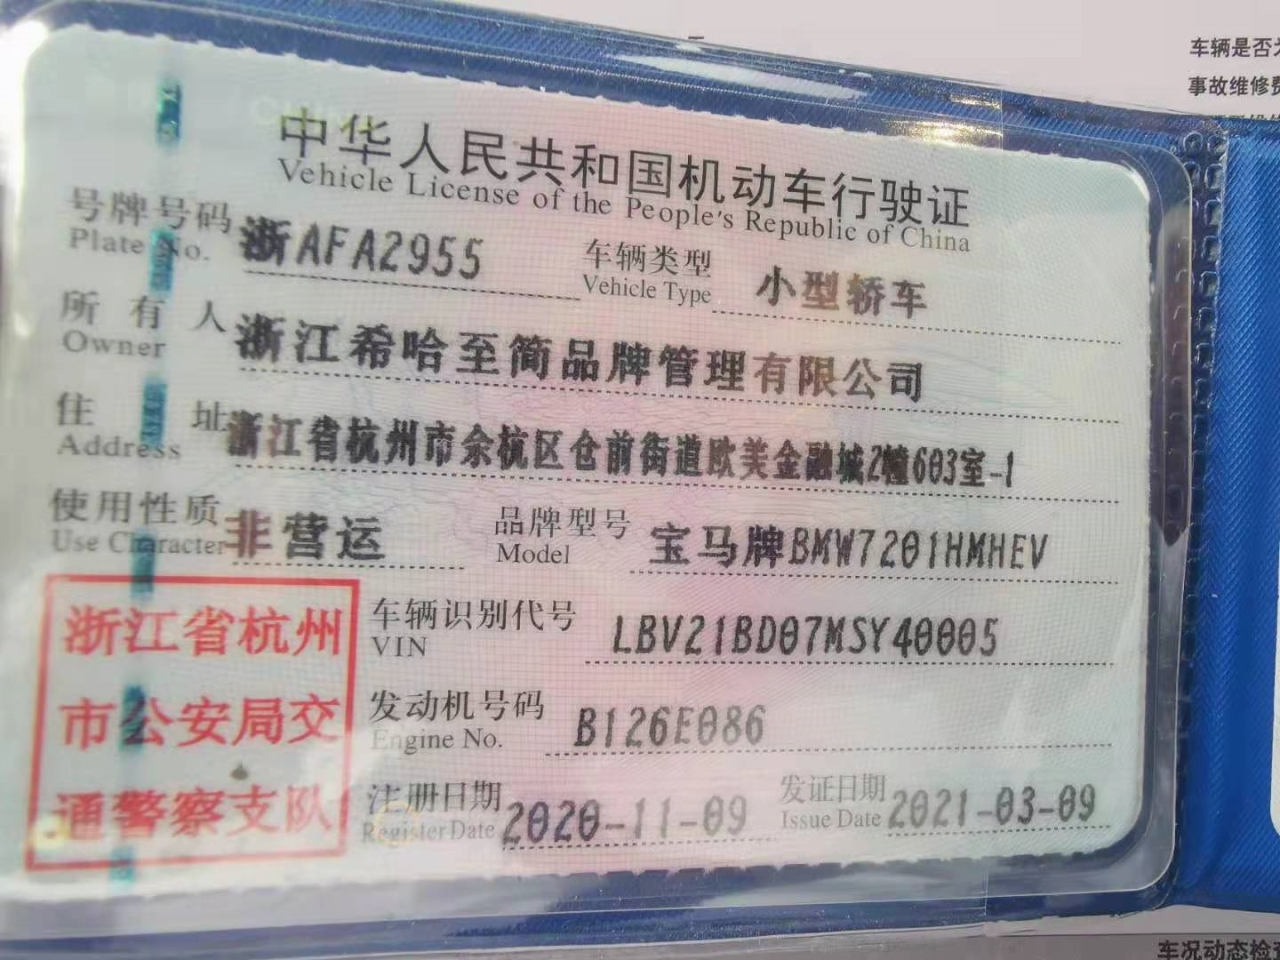 车辆是否
事故维修费
中华人民共和国机动车行驶证
Vehicle License of the People's Republic of China
号牌号码 浙AFA2955 车辆类型 小型轿车
Plate No. Vehicle Type
所有人 浙江希哈至简品牌管理有限公司
Owner
住址 浙江省杭州市余杭区仓前街道欧美金融城2幢603室-1
Address
使用性质 非营运 品牌型号 宝马牌BMW7201HMHEV
Use Character Model
浙江省杭州
市公安局交
通警察支队
车辆识别代号 LBV21BD07MSY40005
VIN
发动机号码 B126E086
Engine No.
注册日期 2020-11-09 发证日期 2021-03-09
Register Date Issue Date
车况动态检查